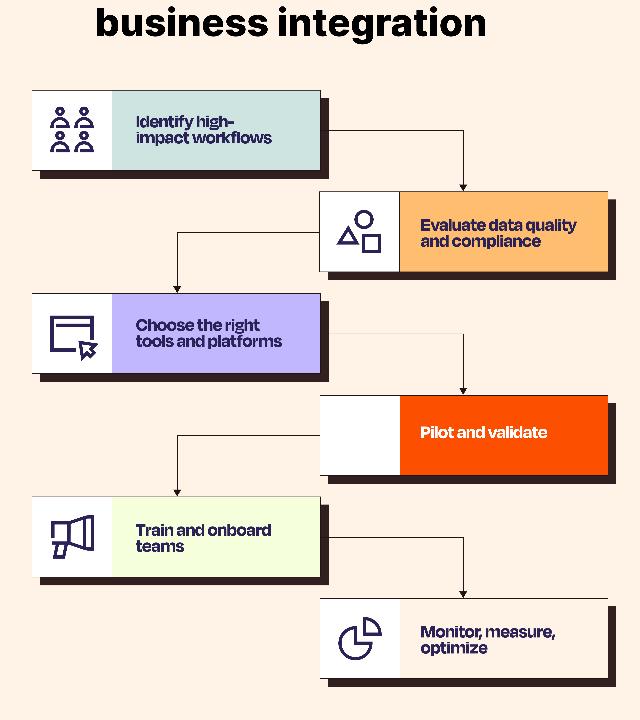 business integration
Identify high-
impact workflows
Evaluate data quality
and compliance
Choose the right
tools and platforms
Pilot and validate
Train and onboard
teams
Monitor, measure,
optimize